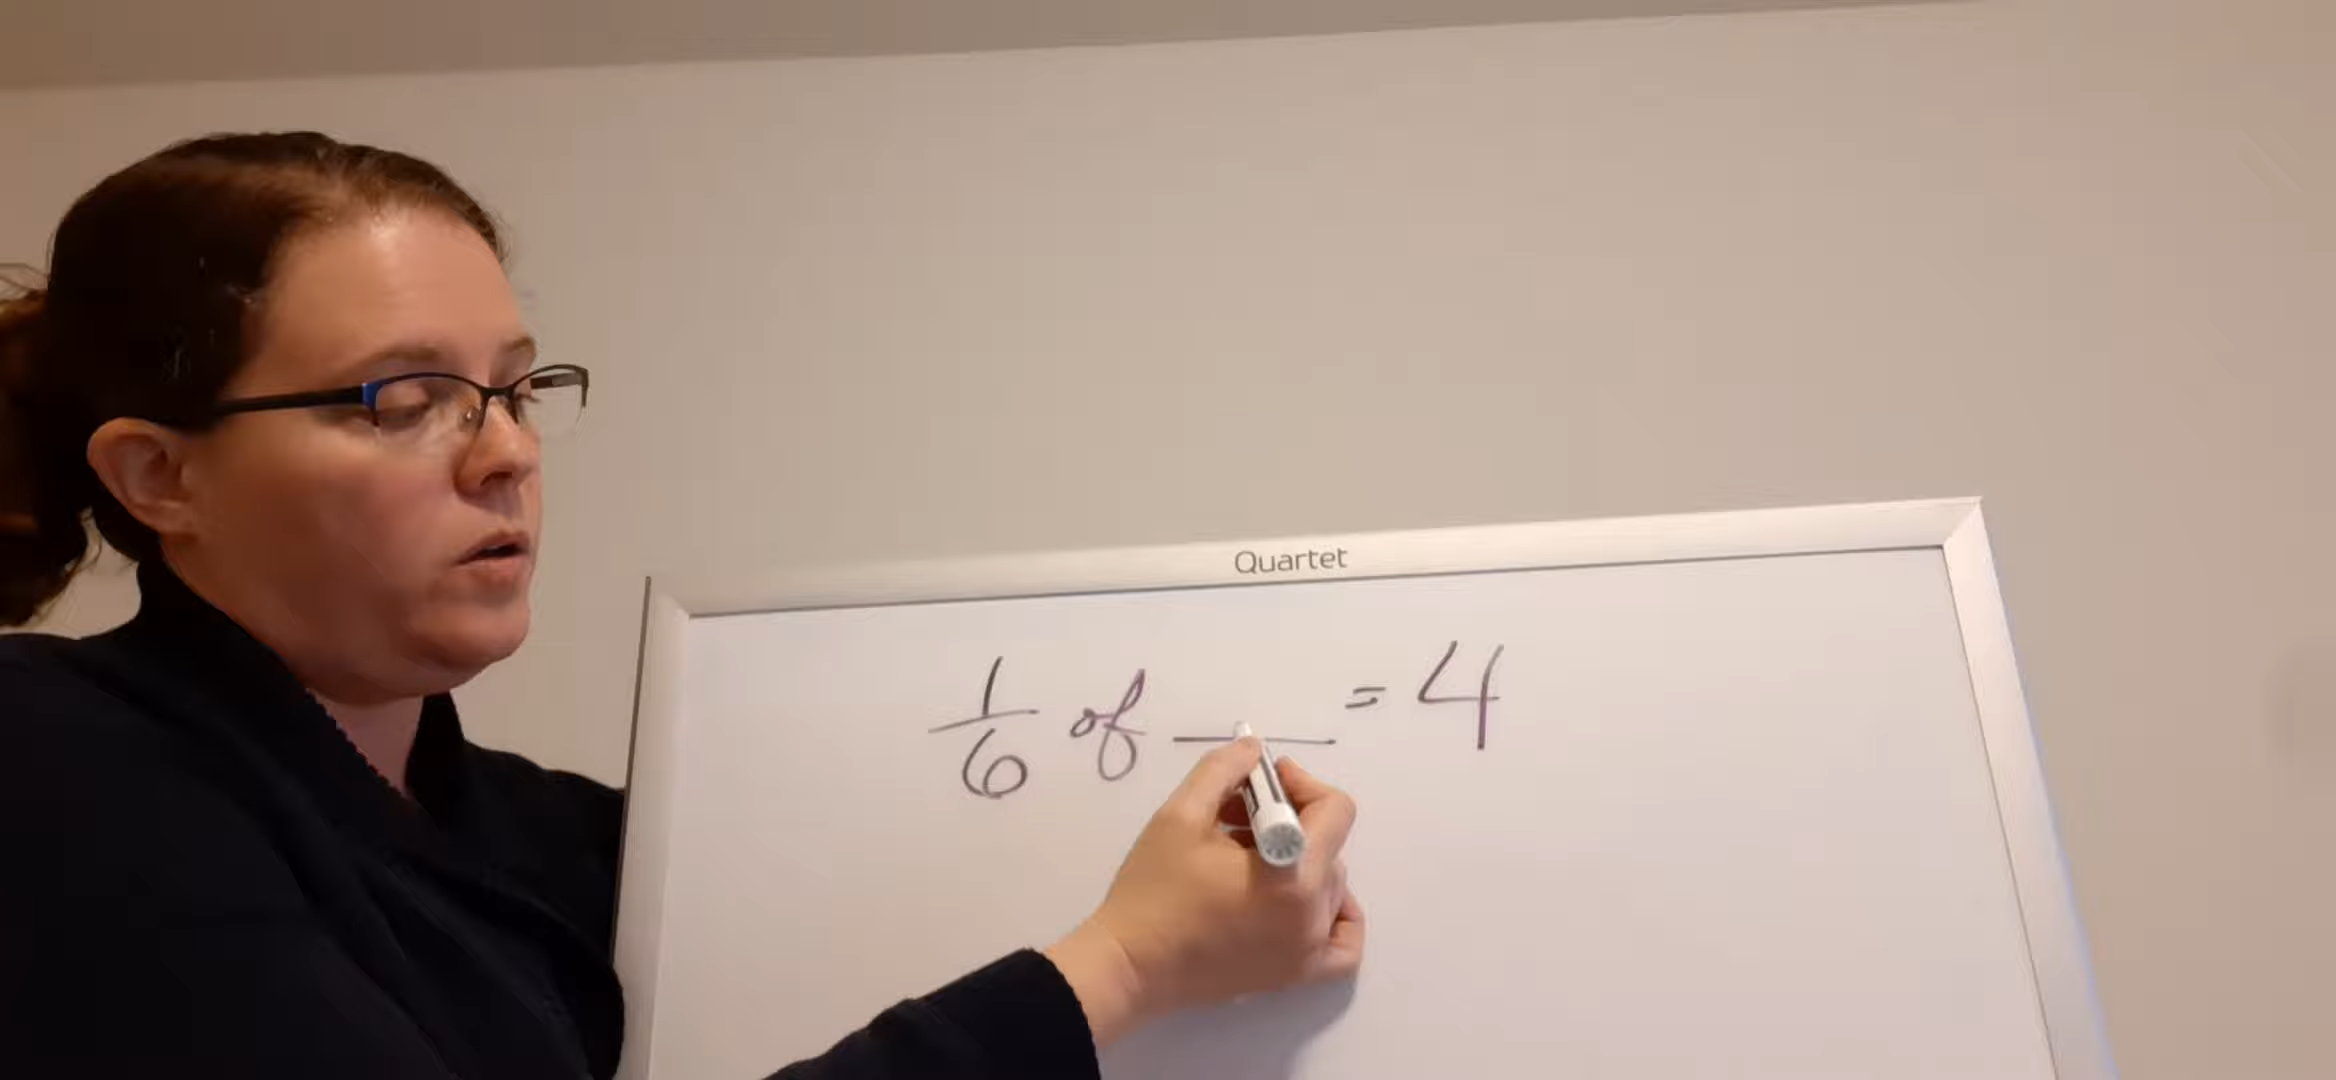 Quartet
1/6 of ___ = 4